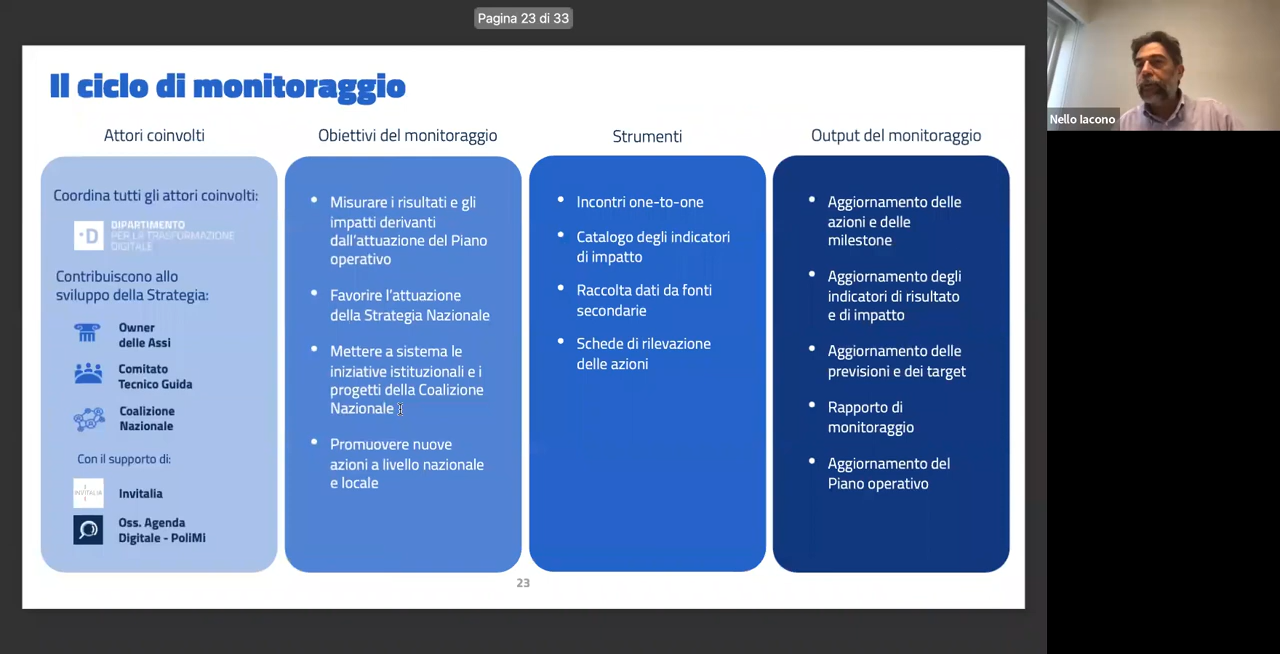 Pagina 23 di 33
Il ciclo di monitoraggio
Attori coinvolti
Coordina tutti gli attori coinvolti:
DIPARTIMENTO
PER LA TRASFORMAZIONE
DIGITALE
Contribuiscono allo
sviluppo della Strategia:
Owner
delle Assi
Comitato
Tecnico Guida
Coalizione
Nazionale
Con il supporto di:
INVITALIA
Invitalia
Oss. Agenda
Digitale - PoliMi
Obiettivi del monitoraggio
• Misurare i risultati e gli
impatti derivanti
dall'attuazione del Piano
operativo
• Favorire l'attuazione
della Strategia Nazionale
• Mettere a sistema le
iniziative istituzionali e i
progetti della Coalizione
Nazionale
• Promuovere nuove
azioni a livello nazionale
e locale
Strumenti
• Incontri one-to-one
• Catalogo degli indicatori
di impatto
• Raccolta dati da fonti
secondarie
• Schede di rilevazione
delle azioni
Output del monitoraggio
• Aggiornamento delle
azioni e delle
milestone
• Aggiornamento degli
indicatori di risultato
e di impatto
• Aggiornamento delle
previsioni e dei target
• Rapporto di
monitoraggio
• Aggiornamento del
Piano operativo
23
Nello Iacono